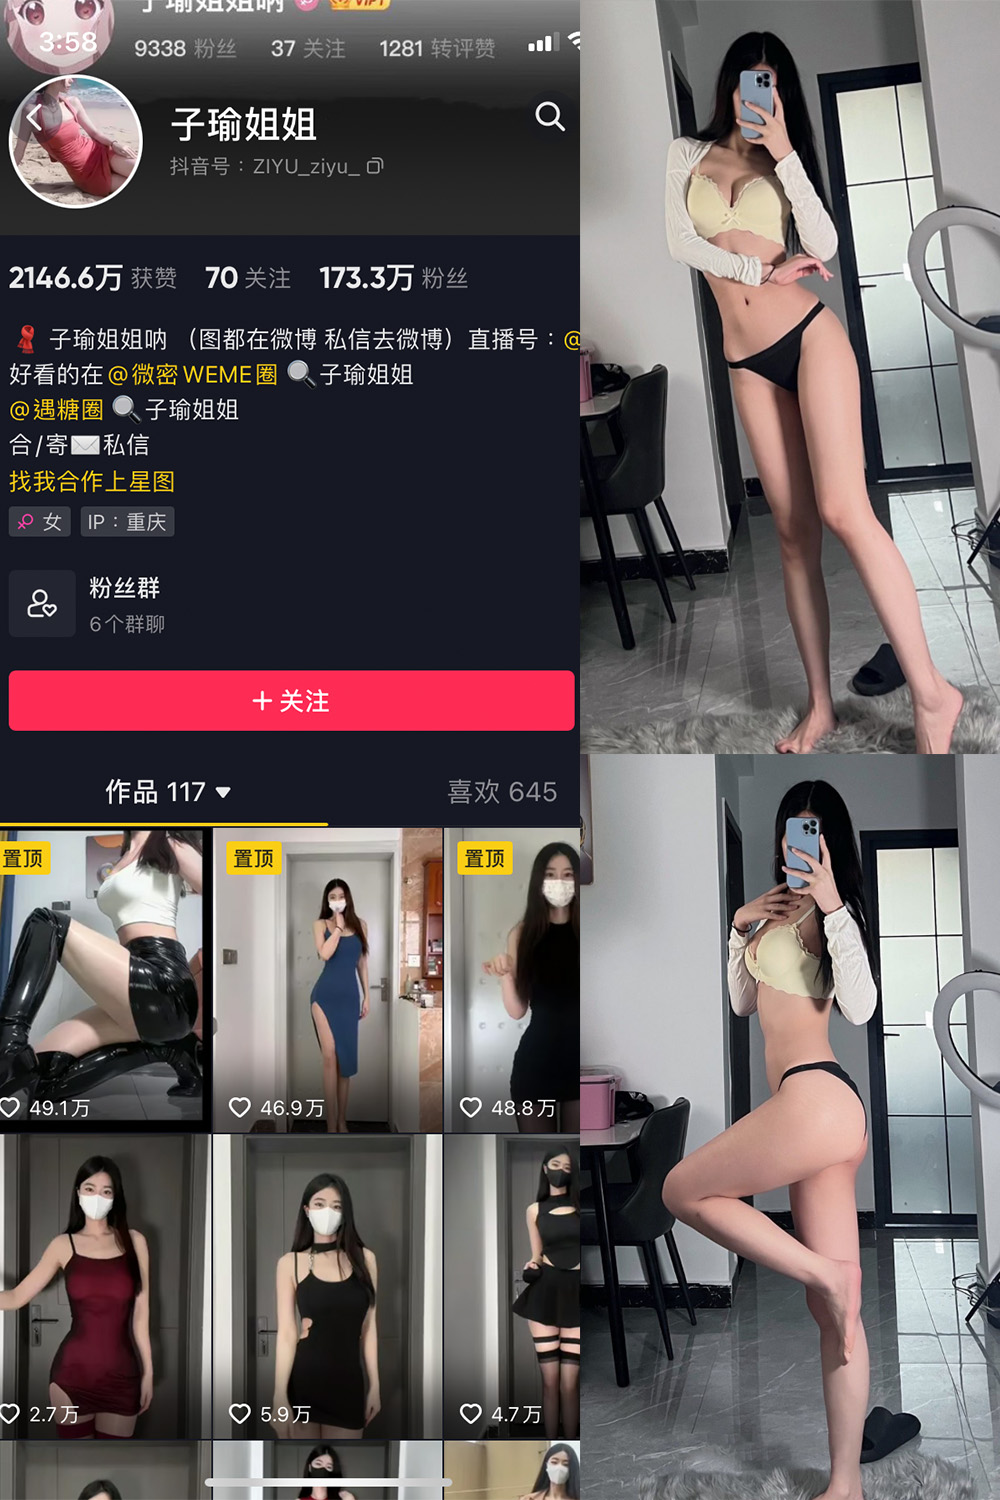 子瑜姐姐呐 VIP1
9338 粉丝 37 关注 1281 转评赞
3:58
子瑜姐姐
抖音号：ZIYU_ziyu_
2146.6万 获赞 70 关注 173.3万 粉丝
子瑜姐姐呐 （图都在微博 私信去微博）直播号：@
好看的在 @微密WEME圈 🔍 子瑜姐姐
@遇糖圈 🔍 子瑜姐姐
合/寄✉️私信
找我合作上星图
女 IP：重庆
粉丝群
6个群聊
+ 关注
作品 117 喜欢 645
置顶 置顶 置顶
49.1万 46.9万 48.8万
2.7万 5.9万 4.7万